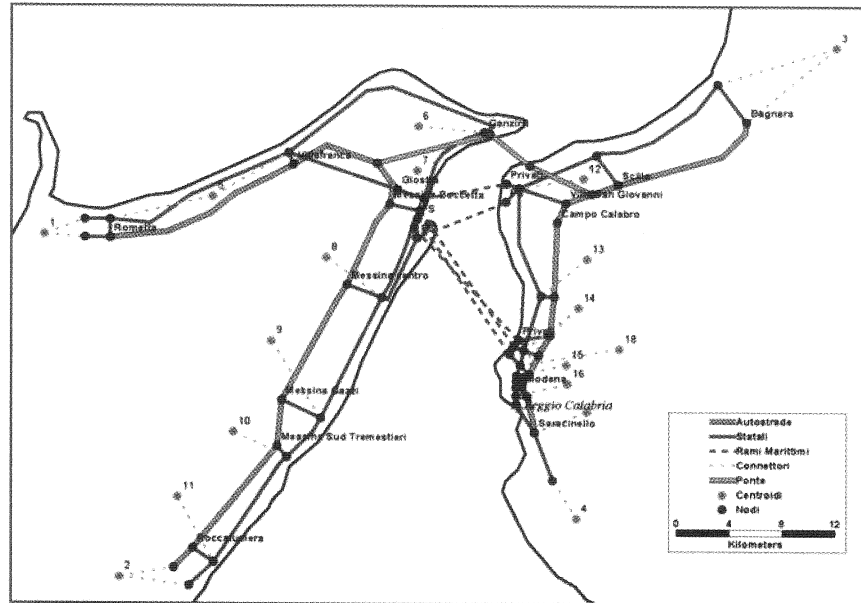 3
Bagnara
6
Ganzirri
7
12
Scilla
Giostra
Villa San Giovanni
Campo Calabro
1
Rometta
5
8
Messina Centro
13
14
9
18
15
16
Modena
Messina Gazzi
Reggio Calabria
10
Saracinello
Messina Sud Tremestieri
11
4
Roccalumera
2
Autostrade
Statali
Rami Marittimi
Connettori
Ponte
Centroidi
Nodi
0 4 8 12
Kilometers